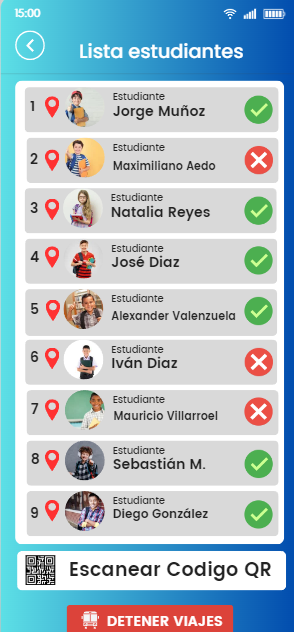 15:00
Lista estudiantes
1
Estudiante
Jorge Muñoz
2
Estudiante
Maximiliano Aedo
3
Estudiante
Natalia Reyes
4
Estudiante
José Diaz
5
Estudiante
Alexander Valenzuela
6
Estudiante
Iván Diaz
7
Estudiante
Mauricio Villarroel
8
Estudiante
Sebastián M.
9
Estudiante
Diego González
Escanear Codigo QR
DETENER VIAJES